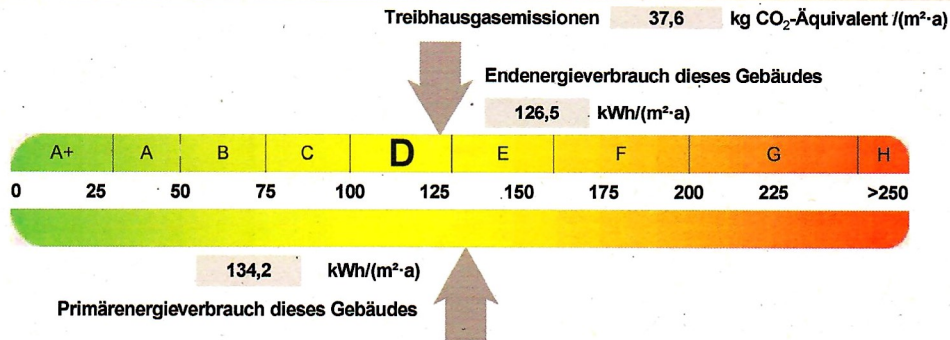 Treibhausgasemissionen 37,6 kg CO₂-Äquivalent /(m²·a)
Endenergieverbrauch dieses Gebäudes
126,5 kWh/(m²·a)
A+ A B C D E F G H
0 25 50 75 100 125 150 175 200 225 >250
134,2 kWh/(m²·a)
Primärenergieverbrauch dieses Gebäudes